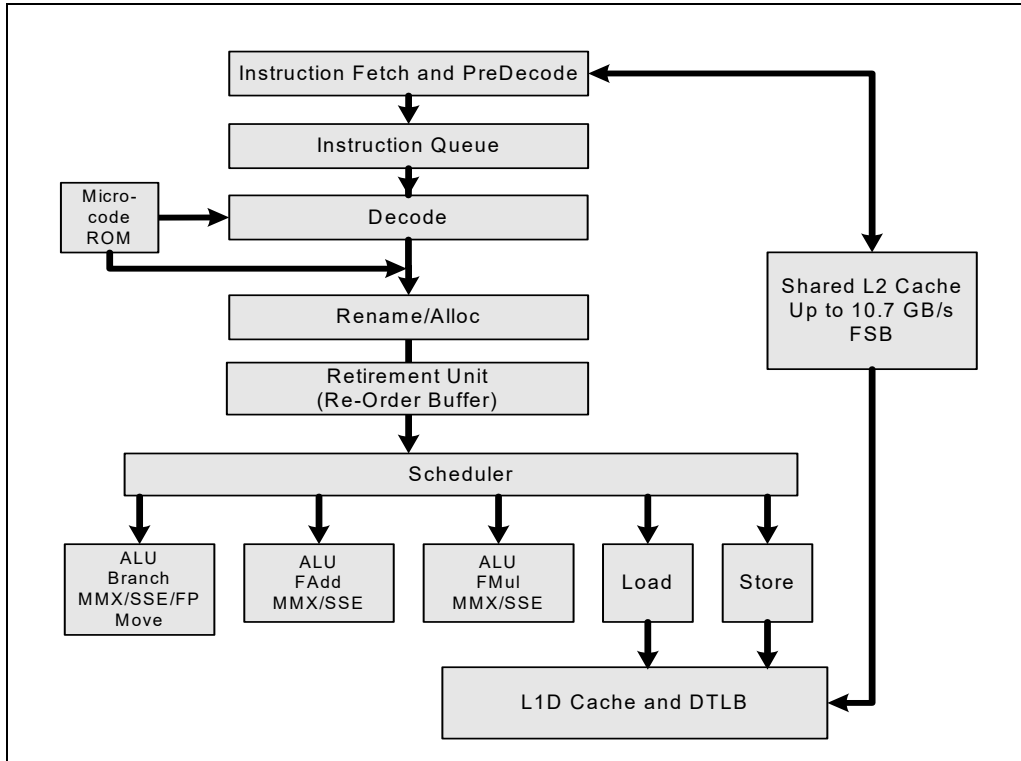 Instruction Fetch and PreDecode
Instruction Queue
Micro-
code
ROM
Decode
Shared L2 Cache
Up to 10.7 GB/s
FSB
Rename/Alloc
Retirement Unit
(Re-Order Buffer)
Scheduler
ALU
Branch
MMX/SSE/FP
Move
ALU
FAdd
MMX/SSE
ALU
FMul
MMX/SSE
Load
Store
L1D Cache and DTLB